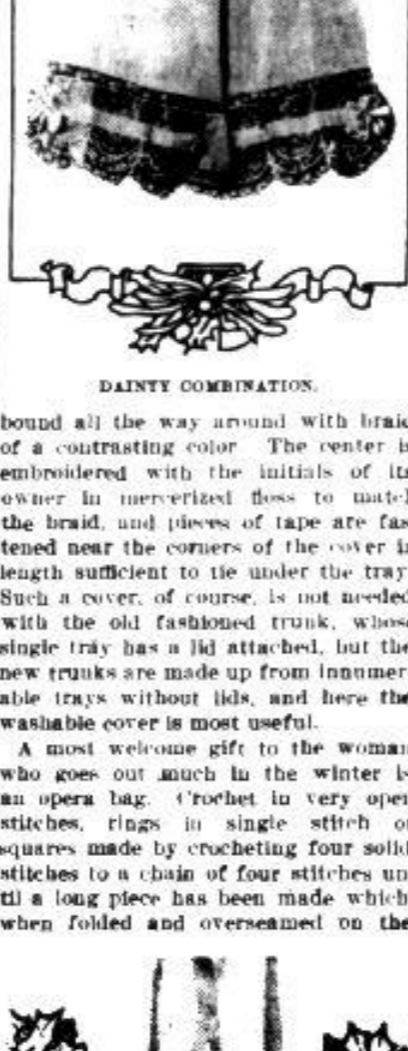 DAINTY COMBINATION.
bound all the way around with braid
of a contrasting color The center is
embroidered with the initials of its
owner in mercerized floss to match
the braid, and pieces of tape are fas
tened near the corners of the cover in
length sufficient to tie under the tray
Such a cover, of course, is not needed
with the old fashioned trunk, whose
single tray has a lid attached, but the
new trunks are made up from innumer
able trays without lids, and here the
washable cover is most useful.
A most welcome gift to the woman
who goes out much in the winter is
an opera bag. Crochet in very open
stitches, rings in single stitch or
squares made by crocheting four solid
stitches to a chain of four stitches un
til a long piece has been made which
when folded and overseamed on the